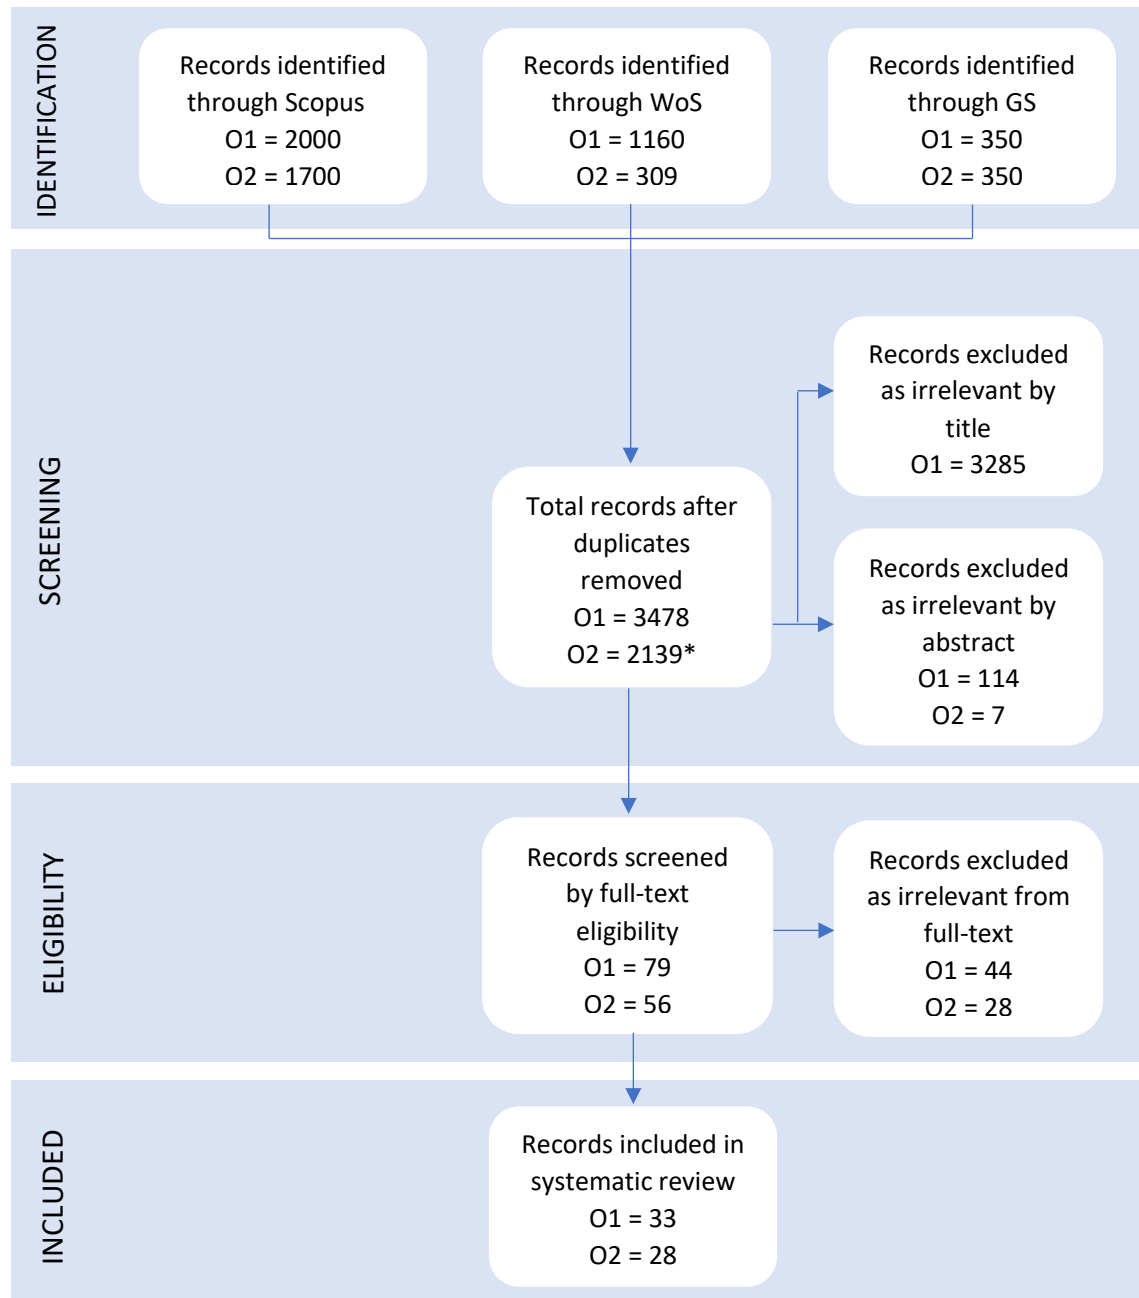 IDENTIFICATION
Records identified
through Scopus
O1 = 2000
O2 = 1700
Records identified
through WoS
O1 = 1160
O2 = 309
Records identified
through GS
O1 = 350
O2 = 350
SCREENING
Total records after
duplicates
removed
O1 = 3478
O2 = 2139*
Records excluded
as irrelevant by
title
O1 = 3285
Records excluded
as irrelevant by
abstract
O1 = 114
O2 = 7
ELIGIBILITY
Records screened
by full-text
eligibility
O1 = 79
O2 = 56
Records excluded
as irrelevant from
full-text
O1 = 44
O2 = 28
INCLUDED
Records included in
systematic review
O1 = 33
O2 = 28